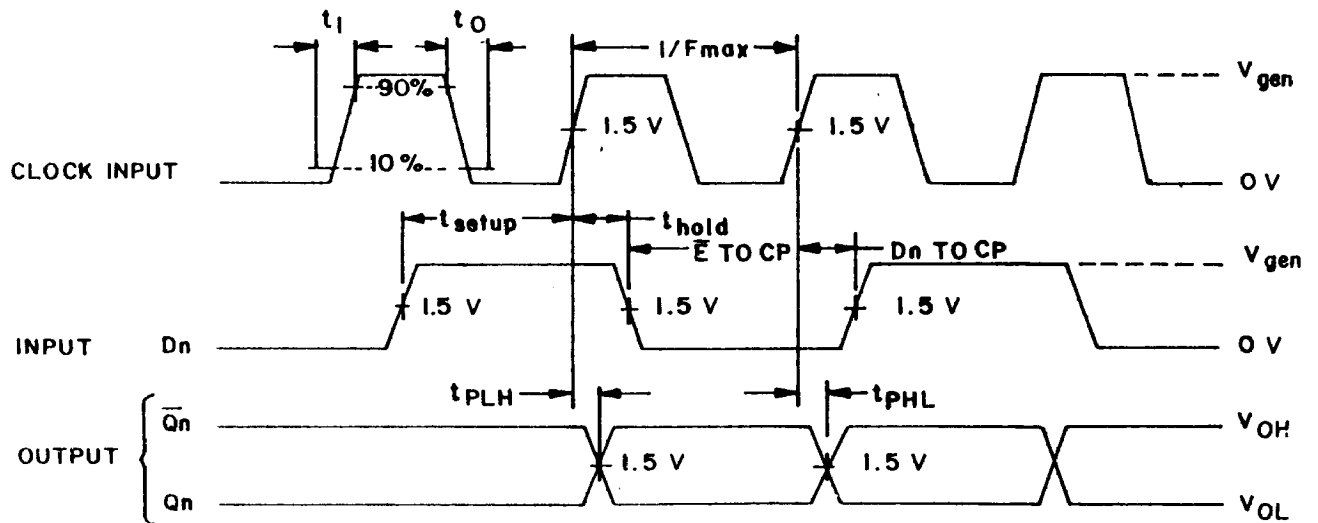 t1 tO
1/Fmax
Vgen
90%
1.5 V 1.5 V
10%
CLOCK INPUT 0 V
tsetup thold
E̅ TO CP Dn TO CP
Vgen
1.5 V 1.5 V 1.5 V
INPUT Dn 0 V
tPLH tPHL
Q̅n VOH
OUTPUT 1.5 V 1.5 V
Qn VOL